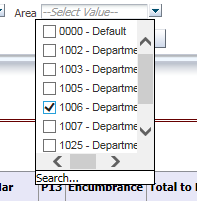 Area --Select Value--
0000 - Default
1002 - Departme
1003 - Departme
1005 - Departme
1006 - Departme
1007 - Departme
1025 - Departme
Search...
lar P13 Encumbrance Total to